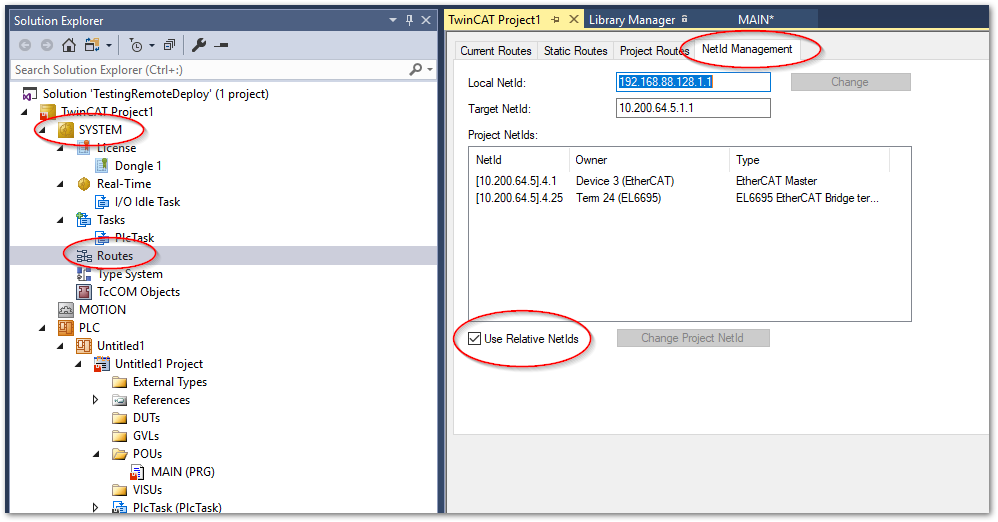 Solution Explorer
Search Solution Explorer (Ctrl+;)
Solution 'TestingRemoteDeploy' (1 project)
TwinCAT Project1
SYSTEM
License
Dongle 1
Real-Time
I/O Idle Task
Tasks
PlcTask
Routes
Type System
TcCOM Objects
MOTION
PLC
Untitled1
Untitled1 Project
External Types
References
DUTs
GVLs
POUs
MAIN (PRG)
VISUs
PlcTask (PlcTask)
TwinCAT Project1 Library Manager MAIN*
Current Routes Static Routes Project Routes NetId Management
Local NetId: 192.168.88.128.1.1 Change
Target NetId: 10.200.64.5.1.1
Project NetIds:
NetId Owner Type
[10.200.64.5].4.1 Device 3 (EtherCAT) EtherCAT Master
[10.200.64.5].4.25 Term 24 (EL6695) EL6695 EtherCAT Bridge ter...
Use Relative NetIds Change Project NetId